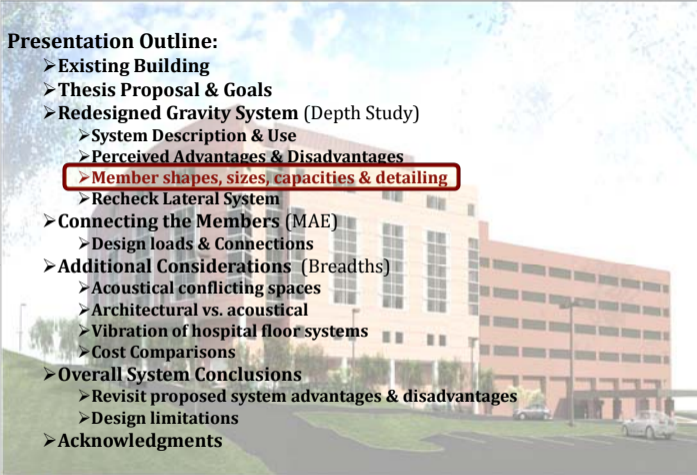 Presentation Outline:
➢Existing Building
➢Thesis Proposal & Goals
➢Redesigned Gravity System (Depth Study)
➢System Description & Use
➢Perceived Advantages & Disadvantages
➢Member shapes, sizes, capacities & detailing
➢Recheck Lateral System
➢Connecting the Members (MAE)
➢Design loads & Connections
➢Additional Considerations (Breadths)
➢Acoustical conflicting spaces
➢Architectural vs. acoustical
➢Vibration of hospital floor systems
➢Cost Comparisons
➢Overall System Conclusions
➢Revisit proposed system advantages & disadvantages
➢Design limitations
➢Acknowledgments